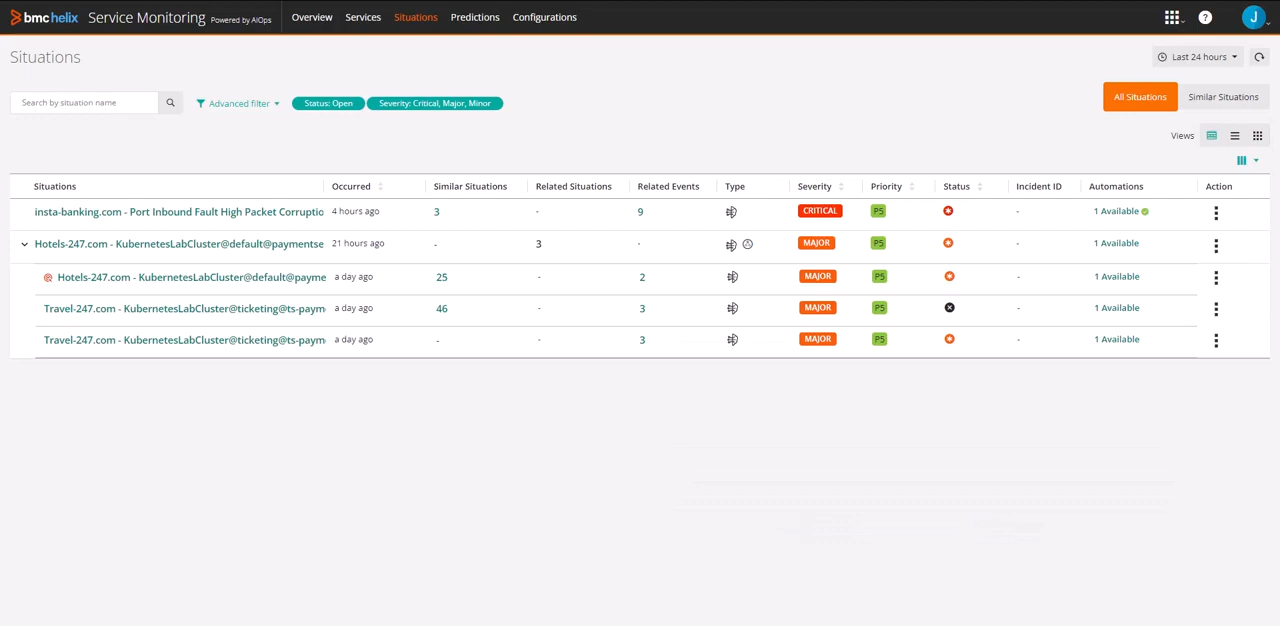 bmc helix Service Monitoring Powered by AIOps Overview Services Situations Predictions Configurations ? J
Situations Last 24 hours
Search by situation name Advanced filter Status: Open Severity: Critical, Major, Minor All Situations Similar Situations
Views
Situations Occurred Similar Situations Related Situations Related Events Type Severity Priority Status Incident ID Automations Action
insta-banking.com - Port Inbound Fault High Packet Corruptio 4 hours ago 3 - 9 CRITICAL P5 - 1 Available
Hotels-247.com - KubernetesLabCluster@default@paymentse 21 hours ago - 3 - MAJOR P5 - 1 Available
Hotels-247.com - KubernetesLabCluster@default@payme a day ago 25 - 2 MAJOR P5 - 1 Available
Travel-247.com - KubernetesLabCluster@ticketing@ts-paym a day ago 46 - 3 MAJOR P5 - 1 Available
Travel-247.com - KubernetesLabCluster@ticketing@ts-paym a day ago - - 3 MAJOR P5 - 1 Available